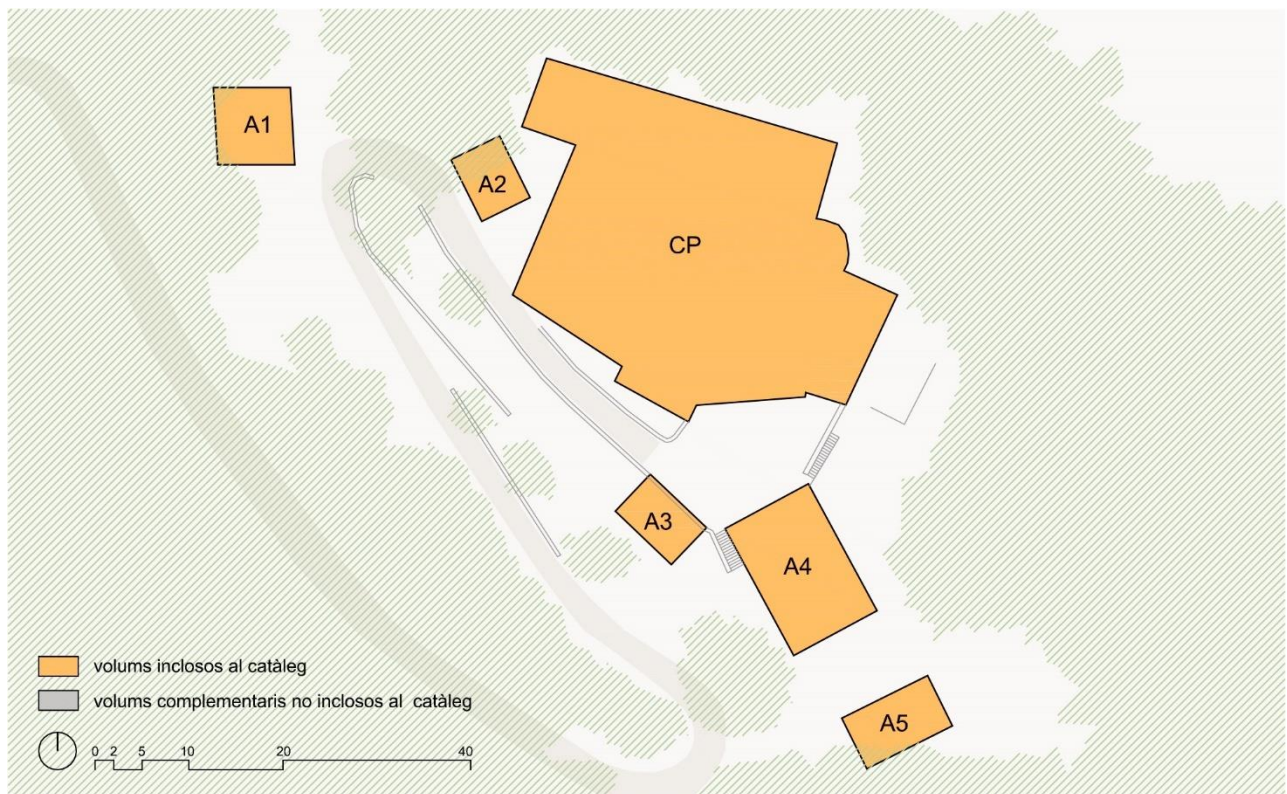 A1
A2
CP
A3
A4
A5
volums inclosos al catàleg
volums complementaris no inclosos al catàleg
0 2 5 10 20 40